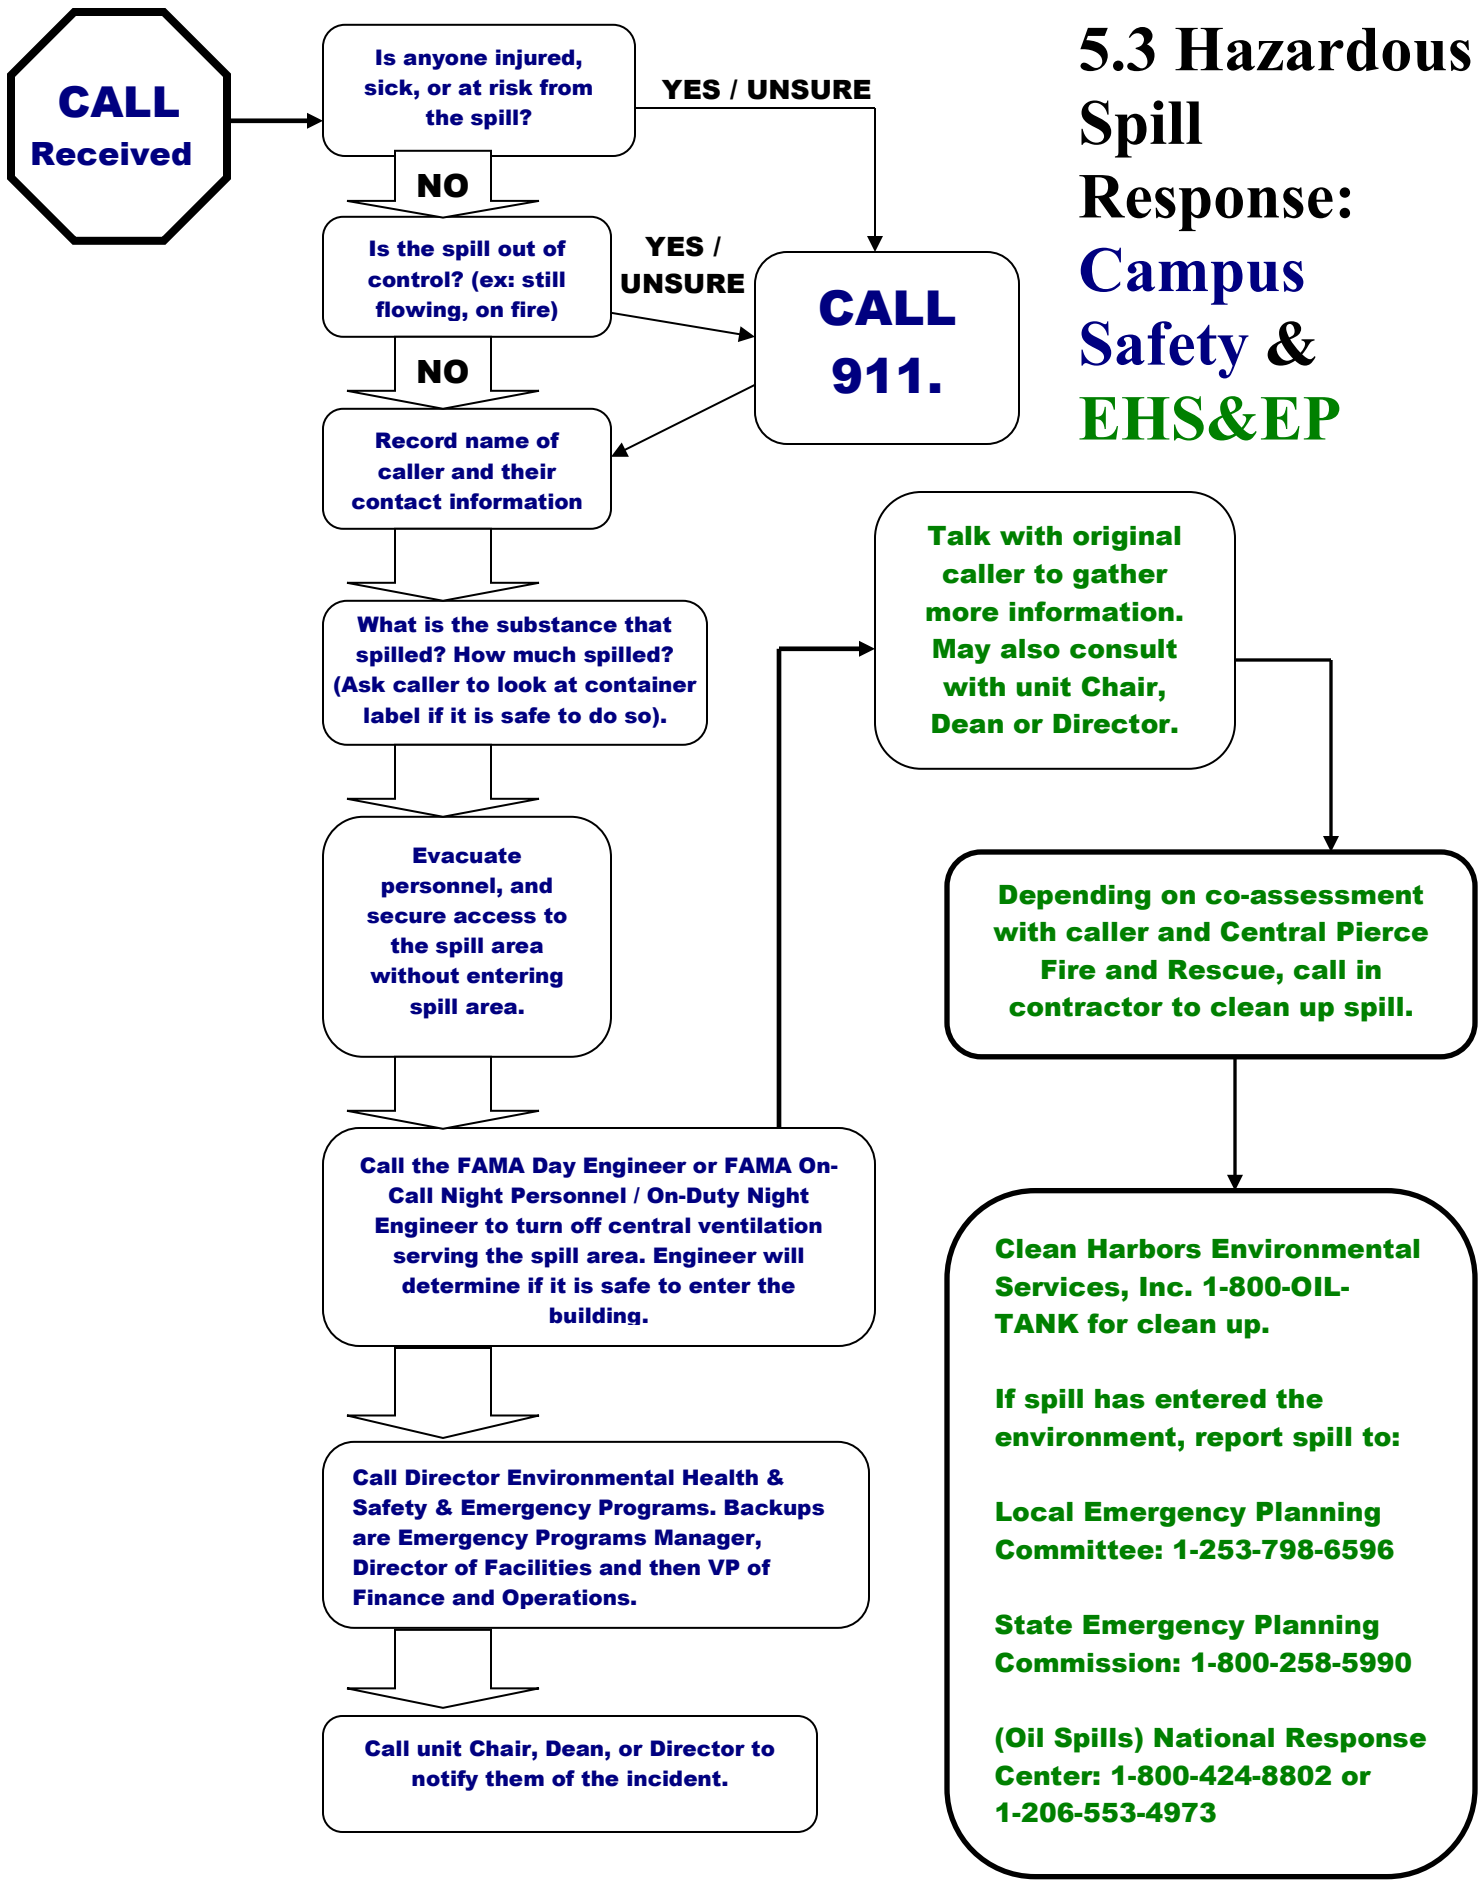 5.3 Hazardous
Spill
Response:
Campus
Safety &
EHS&EP
CALL
Received
Is anyone injured,
sick, or at risk from
the spill?
YES / UNSURE
NO
Is the spill out of
control? (ex: still
flowing, on fire)
YES /
UNSURE
CALL
911.
NO
Record name of
caller and their
contact information
What is the substance that
spilled? How much spilled?
(Ask caller to look at container
label if it is safe to do so).
Evacuate
personnel, and
secure access to
the spill area
without entering
spill area.
Call the FAMA Day Engineer or FAMA On-
Call Night Personnel / On-Duty Night
Engineer to turn off central ventilation
serving the spill area. Engineer will
determine if it is safe to enter the
building.
Call Director Environmental Health &
Safety & Emergency Programs. Backups
are Emergency Programs Manager,
Director of Facilities and then VP of
Finance and Operations.
Call unit Chair, Dean, or Director to
notify them of the incident.
Talk with original
caller to gather
more information.
May also consult
with unit Chair,
Dean or Director.
Depending on co-assessment
with caller and Central Pierce
Fire and Rescue, call in
contractor to clean up spill.
Clean Harbors Environmental
Services, Inc. 1-800-OIL-
TANK for clean up.
If spill has entered the
environment, report spill to:
Local Emergency Planning
Committee: 1-253-798-6596
State Emergency Planning
Commission: 1-800-258-5990
(Oil Spills) National Response
Center: 1-800-424-8802 or
1-206-553-4973